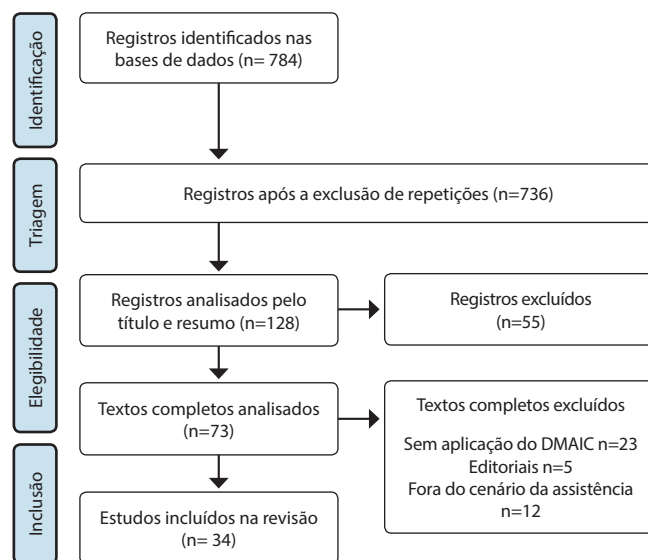 Identificação
Registros identificados nas
bases de dados (n= 784)
Triagem
Registros após a exclusão de repetições (n=736)
Elegibilidade
Registros analisados pelo
título e resumo (n=128)
Registros excluídos
(n=55)
Textos completos analisados
(n=73)
Textos completos excluídos
Sem aplicação do DMAIC n=23
Editoriais n=5
Fora do cenário da assistência
n=12
Inclusão
Estudos incluídos na revisão
(n= 34)